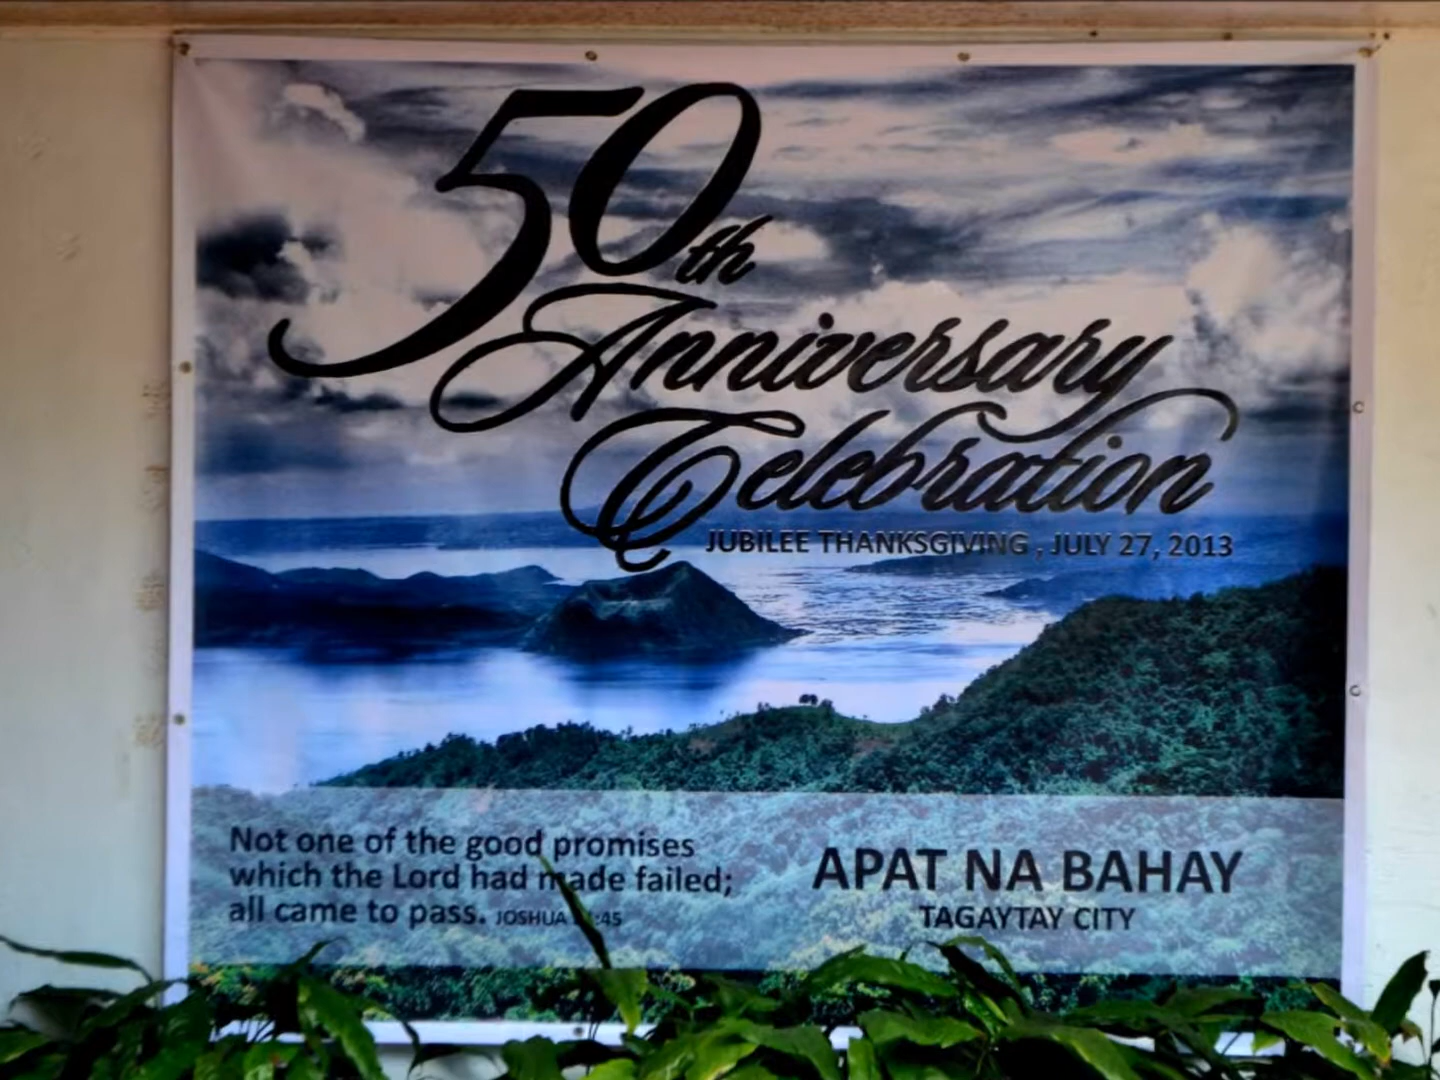 50th
Anniversary
Celebration
JUBILEE THANKSGIVING , JULY 27, 2013
Not one of the good promises
which the Lord had made failed;
all came to pass. JOSHUA :45
APAT NA BAHAY
TAGAYTAY CITY